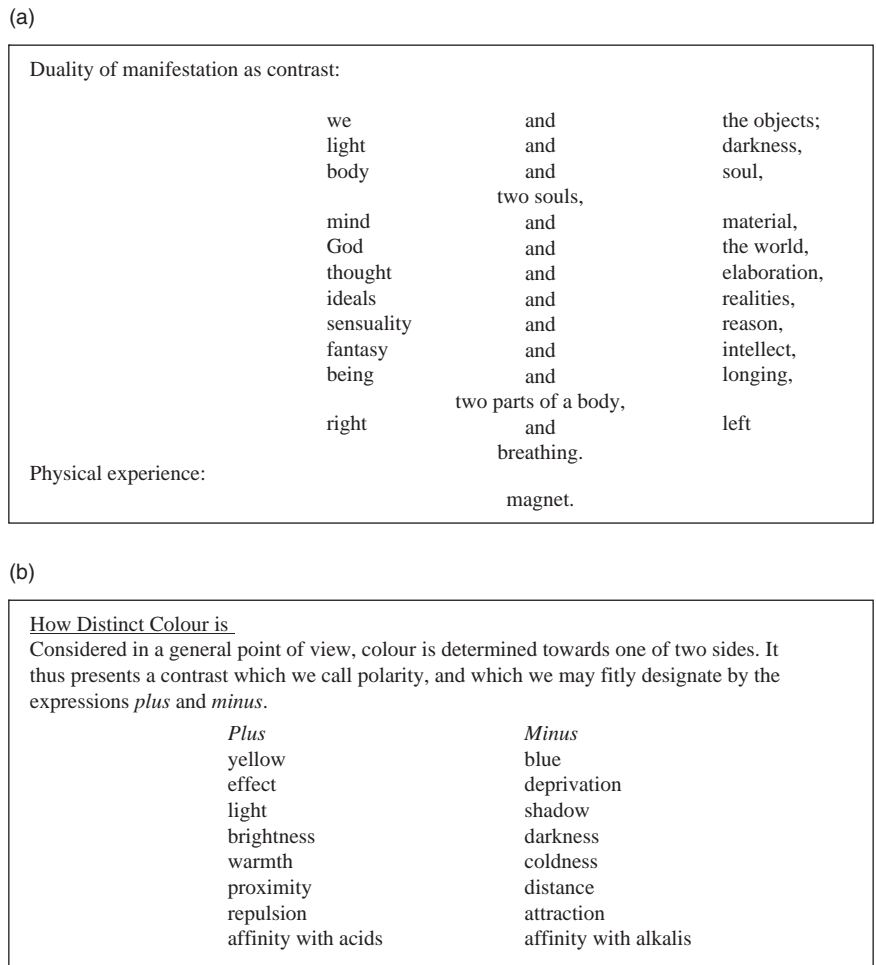 (a)
Duality of manifestation as contrast:
we and the objects;
light and darkness,
body and soul,
two souls,
mind and material,
God and the world,
thought and elaboration,
ideals and realities,
sensuality and reason,
fantasy and intellect,
being and longing,
two parts of a body,
right and left
breathing.
Physical experience:
magnet.
(b)
How Distinct Colour is
Considered in a general point of view, colour is determined towards one of two sides. It
thus presents a contrast which we call polarity, and which we may fitly designate by the
expressions plus and minus.
Plus Minus
yellow blue
effect deprivation
light shadow
brightness darkness
warmth coldness
proximity distance
repulsion attraction
affinity with acids affinity with alkalis